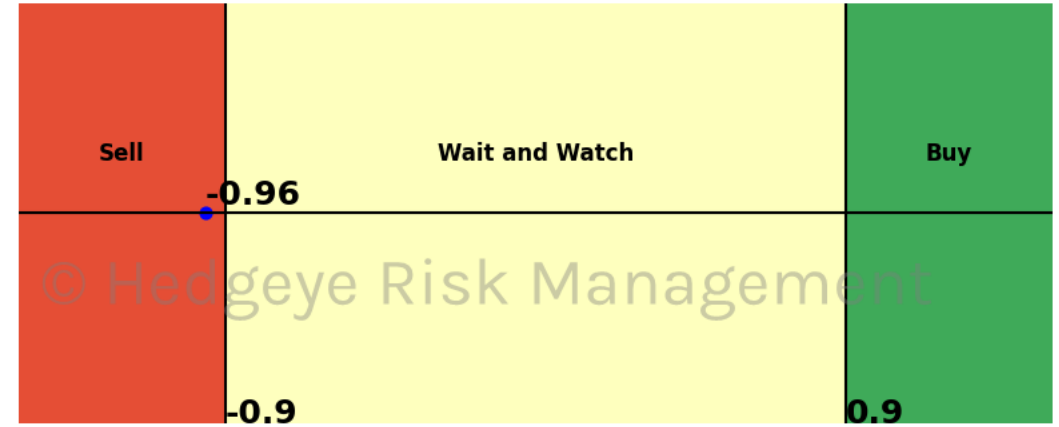 Sell
Wait and Watch
Buy
-0.96
© Hedgeye Risk Management
-0.9
0.9